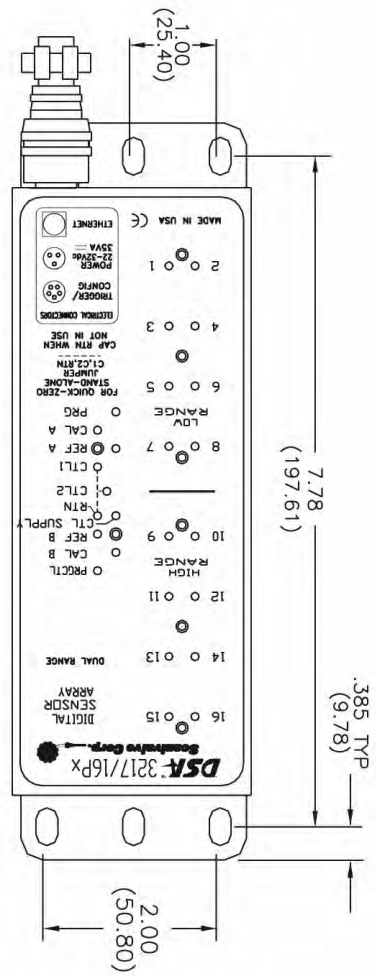 1.00
(25.40)
7.78
(197.61)
.385 TYP
(9.78)
2.00
(50.80)
DSA™ 3217/16Px
Scanivalve Corp.
DIGITAL
SENSOR
ARRAY
DUAL RANGE
16 15
14 13
12 11
HIGH
RANGE
10 9
8 7
LOW
RANGE
6 5
4 3
2 1
PRGCTL
CAL B
REF B
CTL SUPPLY
RTN
CTL2
CTL1
REF A
CAL A
PRG
FOR QUICK-ZERO
STAND-ALONE
JUMPER
C1,C2,RTN
CAP RTN WHEN
NOT IN USE
ELECTRICAL CONNECTORS
TRIGGER/
CONFIG
POWER
22-32Vdc
35VA
ETHERNET
MADE IN USA CE